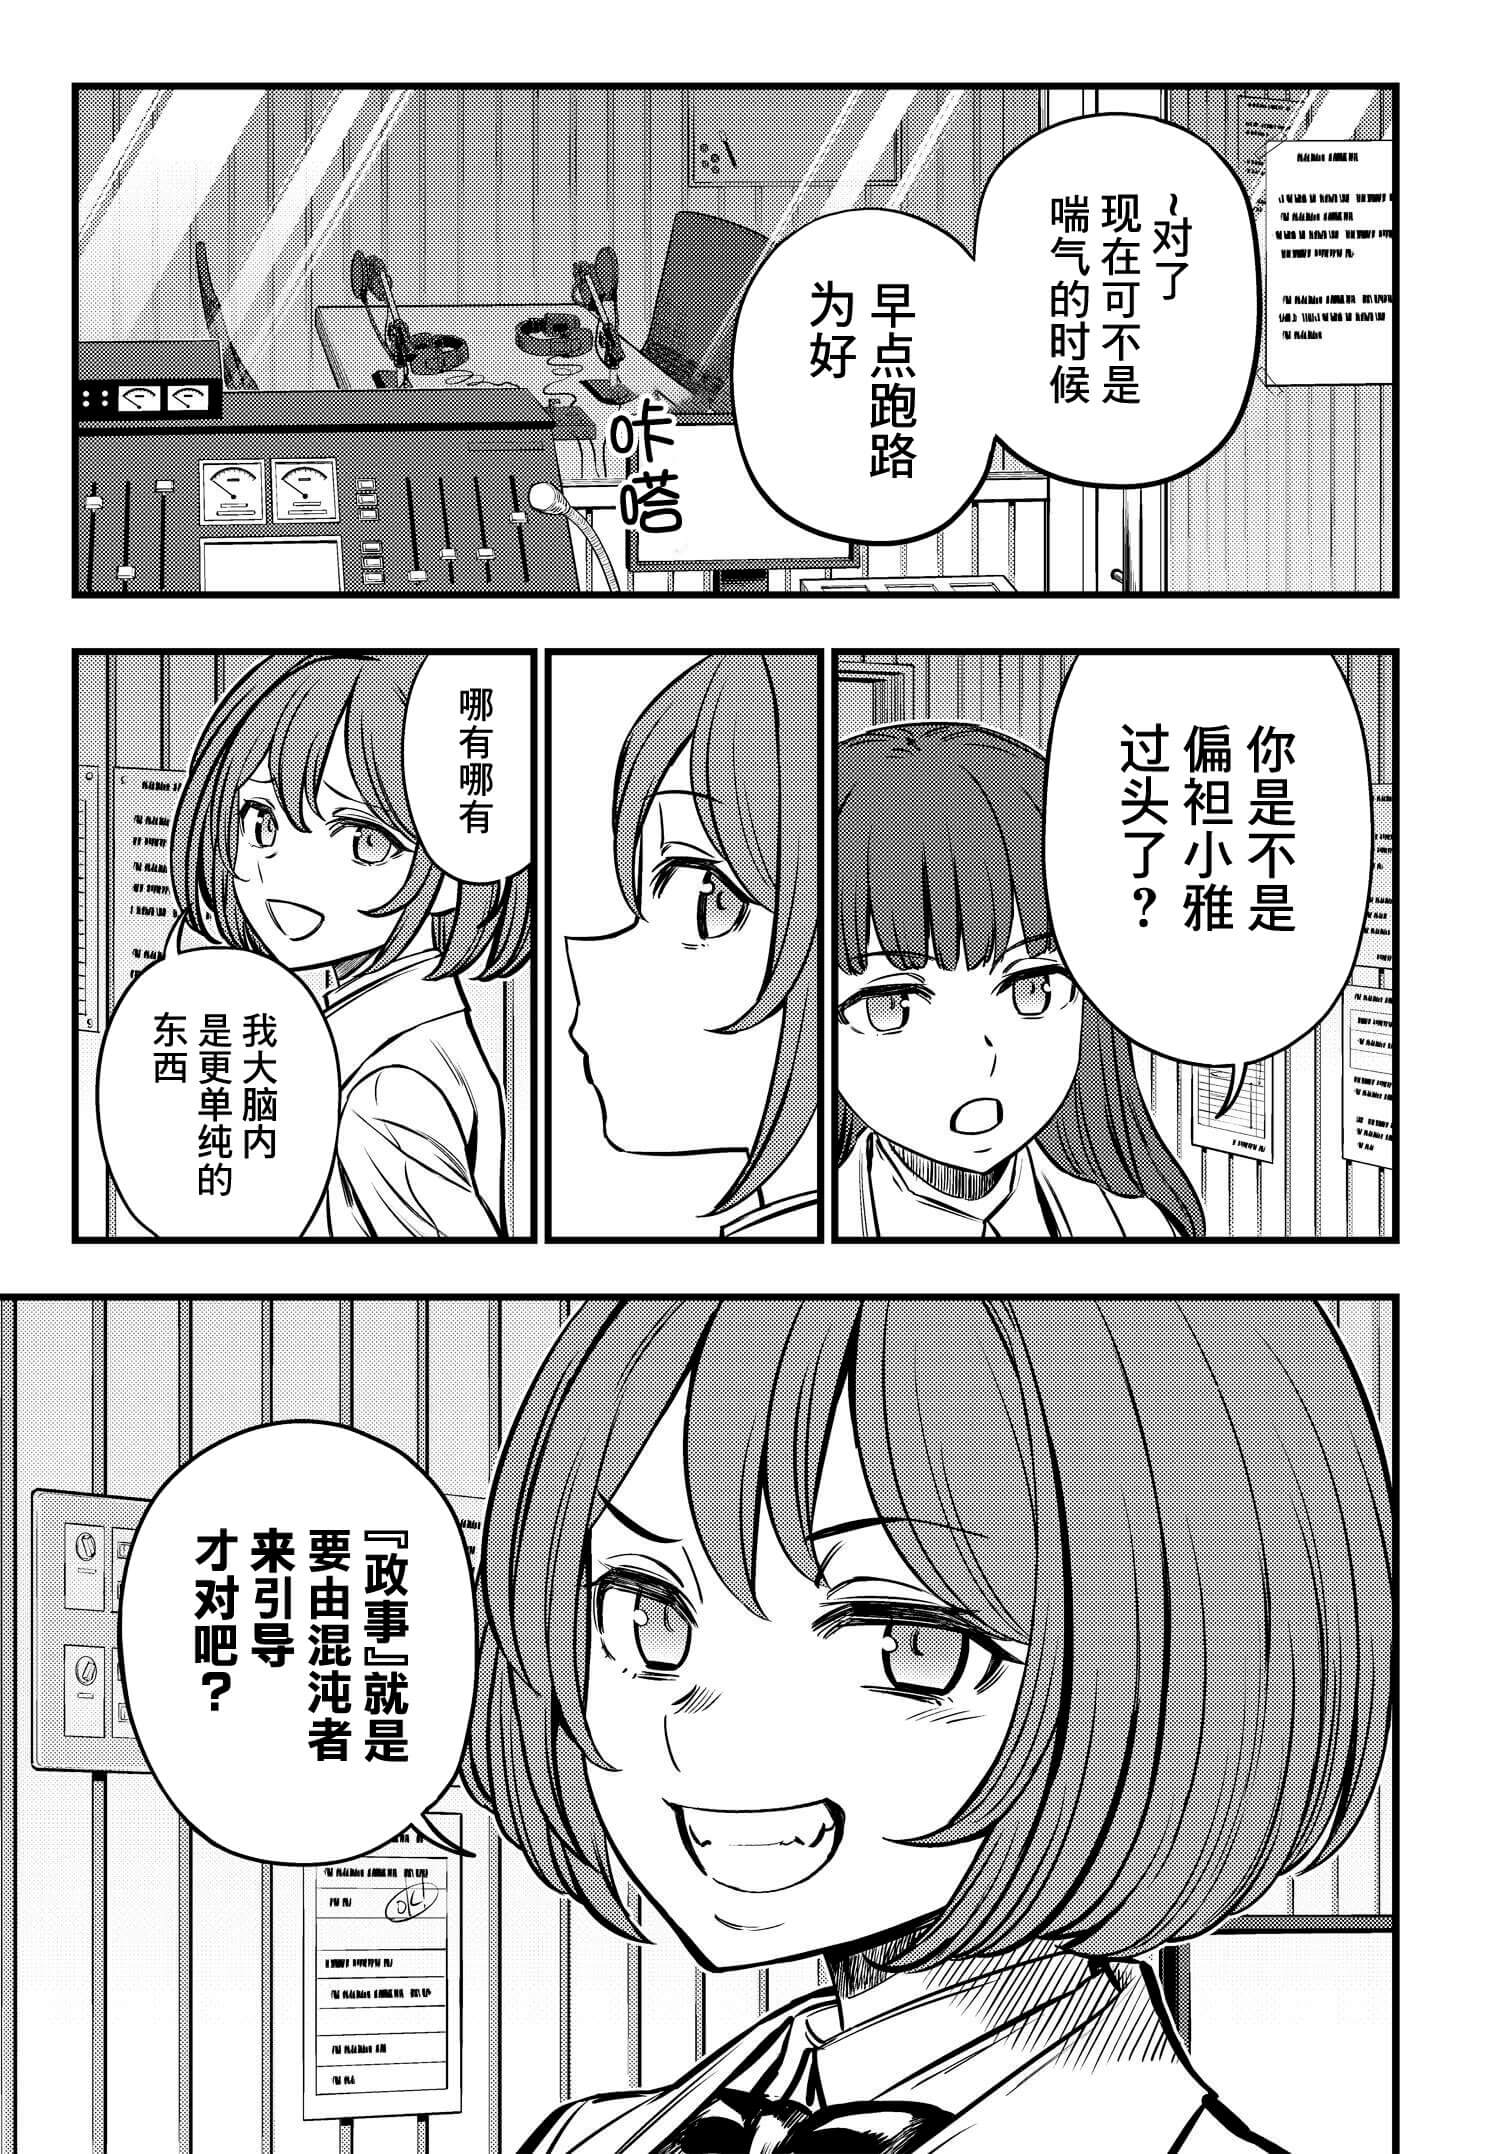 ~对了
现在可不是
喘气的时候
早点跑路
为好
咔嗒
你是不是
偏袒小雅
过头了?
哪有哪有
我大脑内
是更单纯的
东西
『政事』就是
要由混沌者
来引导
才对吧?
OK!